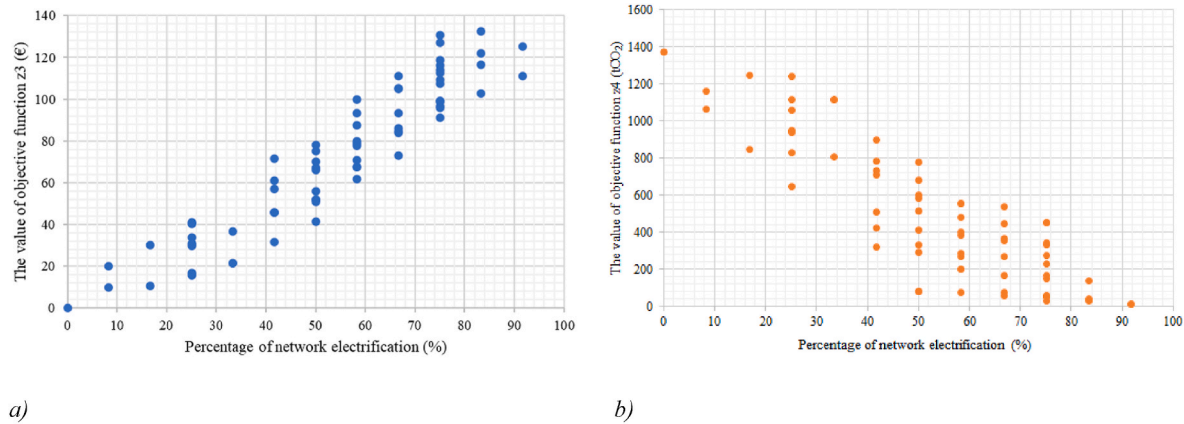 140
120
100
80
60
40
20
0
The value of objective function z3 (€)
0 10 20 30 40 50 60 70 80 90 100
Percentage of network electrification (%)
a)
1600
1400
1200
1000
800
600
400
200
0
The value of objective function z4 (tCO₂)
0 10 20 30 40 50 60 70 80 90 100
Percentage of network electrification (%)
b)